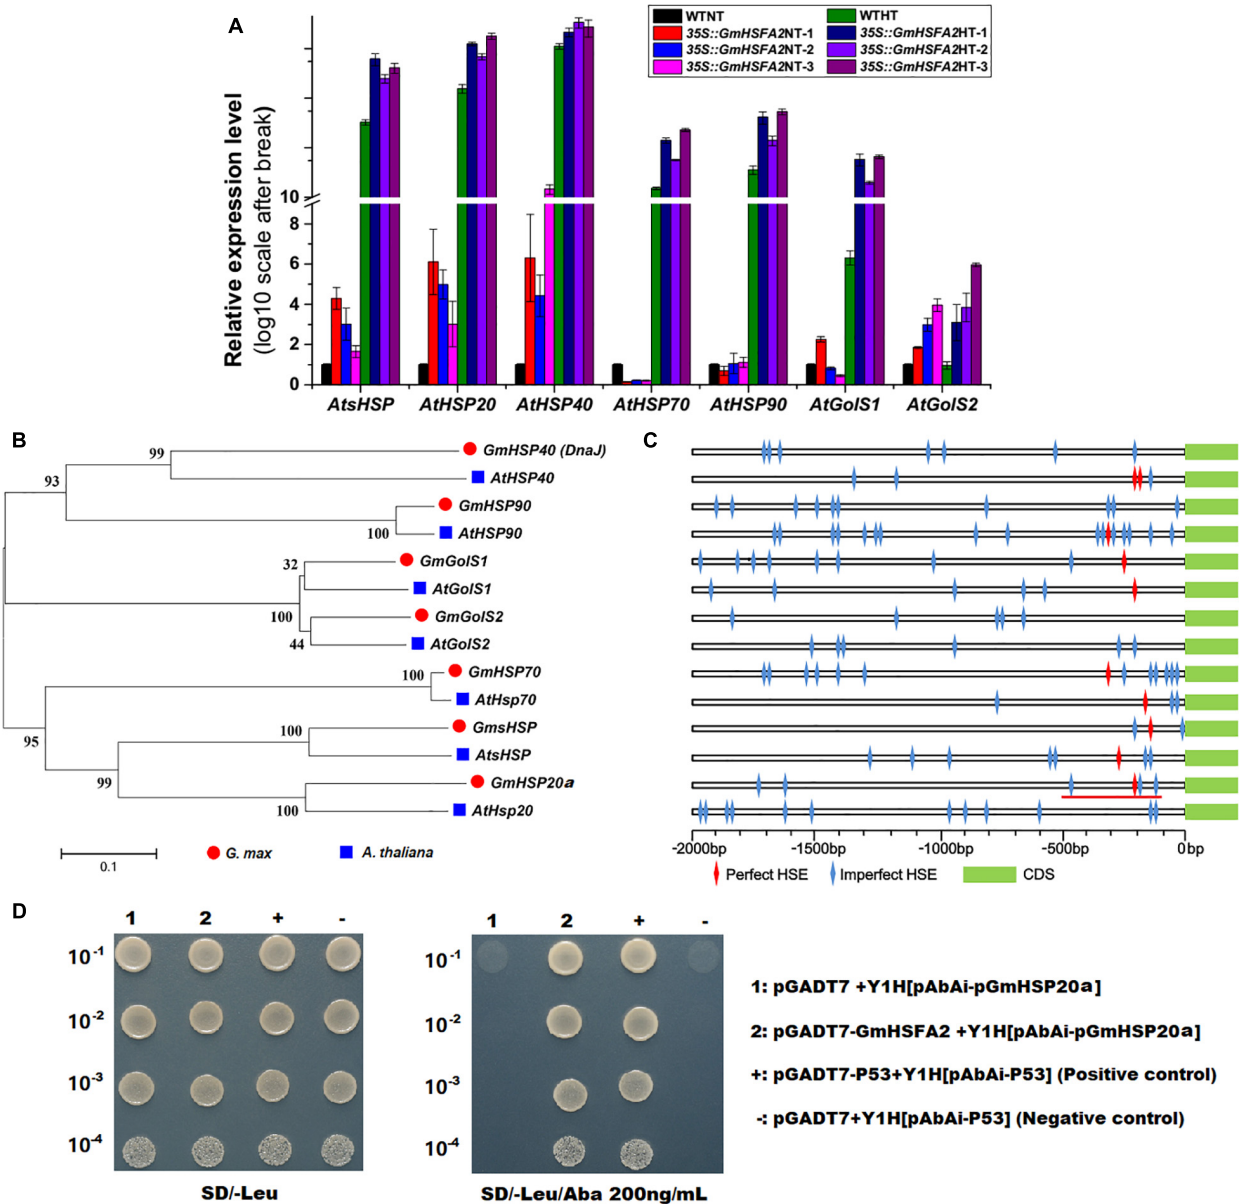 A
WTNT
WTHT
35S::GmHSFA2NT-1
35S::GmHSFA2HT-1
35S::GmHSFA2NT-2
35S::GmHSFA2HT-2
35S::GmHSFA2NT-3
35S::GmHSFA2HT-3
Relative expression level
(log10 scale after break)
10
10
8
6
4
2
0
AtsHSP
AtHSP20
AtHSP40
AtHSP70
AtHSP90
AtGolS1
AtGolS2
B
99
GmHSP40 (DnaJ)
AtHSP40
93
GmHSP90
100
AtHSP90
32
GmGolS1
AtGolS1
100
GmGolS2
44
AtGolS2
100
GmHSP70
AtHsp70
95
100
GmsHSP
AtsHSP
99
GmHSP20a
100
AtHsp20
0.1
G. max
A. thaliana
C
-2000bp
-1500bp
-1000bp
-500bp
0bp
Perfect HSE
Imperfect HSE
CDS
D
1 2 + -
10-1
10-2
10-3
10-4
SD/-Leu
1 2 + -
10-1
10-2
10-3
10-4
SD/-Leu/Aba 200ng/mL
1: pGADT7 +Y1H[pAbAi-pGmHSP20a]
2: pGADT7-GmHSFA2 +Y1H[pAbAi-pGmHSP20a]
+: pGADT7-P53+Y1H[pAbAi-P53] (Positive control)
-: pGADT7+Y1H[pAbAi-P53] (Negative control)